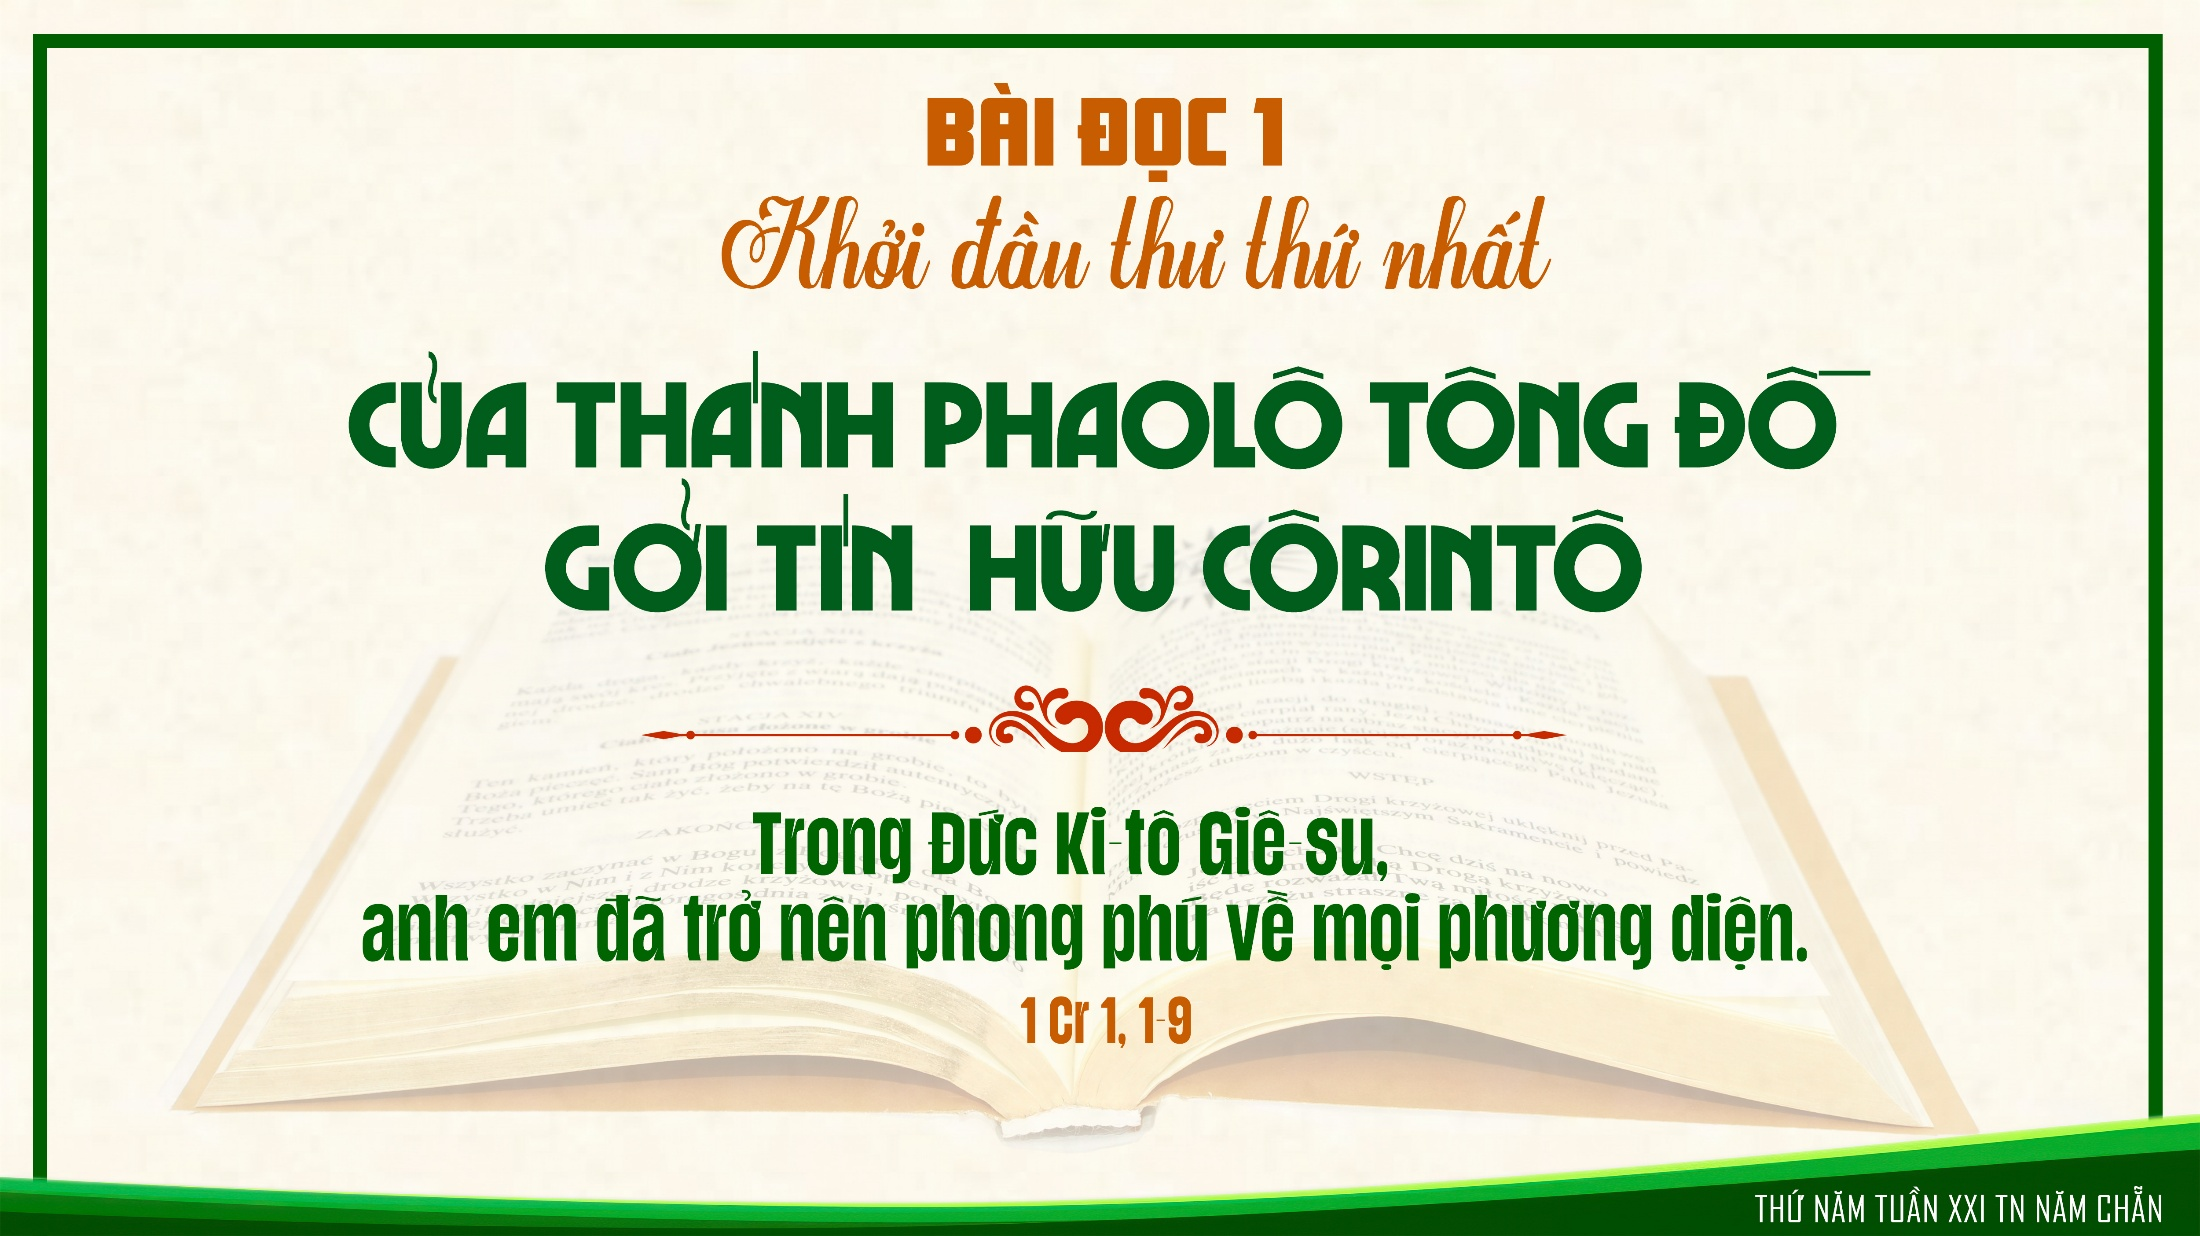 BÀI ĐỌC 1
Khởi đầu thư thứ nhất
CỦA THÁNH PHAOLÔ TÔNG ĐỒ
GỞI TÍN HỮU CÔRINTÔ
Trong Đức Ki-tô Giê-su,
anh em đã trở nên phong phú về mọi phương diện.
1 Cr 1, 1-9
THỨ NĂM TUẦN XXI TN NĂM CHẴN